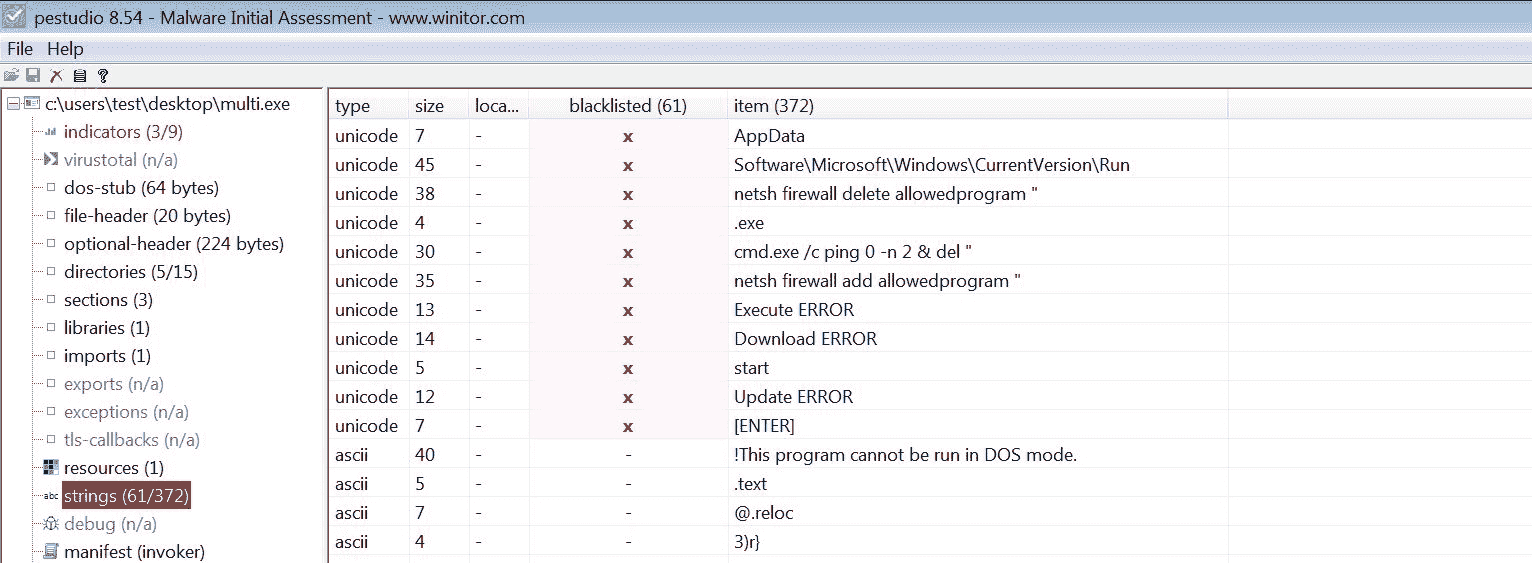 pestudio 8.54 - Malware Initial Assessment - www.winitor.com
File Help
c:\users\test\desktop\multi.exe
indicators (3/9)
virustotal (n/a)
dos-stub (64 bytes)
file-header (20 bytes)
optional-header (224 bytes)
directories (5/15)
sections (3)
libraries (1)
imports (1)
exports (n/a)
exceptions (n/a)
tls-callbacks (n/a)
resources (1)
abc strings (61/372)
debug (n/a)
manifest (invoker)
type size loca... blacklisted (61) item (372)
unicode 7 - x AppData
unicode 45 - x Software\Microsoft\Windows\CurrentVersion\Run
unicode 38 - x netsh firewall delete allowedprogram "
unicode 4 - x .exe
unicode 30 - x cmd.exe /c ping 0 -n 2 & del "
unicode 35 - x netsh firewall add allowedprogram "
unicode 13 - x Execute ERROR
unicode 14 - x Download ERROR
unicode 5 - x start
unicode 12 - x Update ERROR
unicode 7 - x [ENTER]
ascii 40 - - !This program cannot be run in DOS mode.
ascii 5 - - .text
ascii 7 - - @.reloc
ascii 4 - - 3)r}